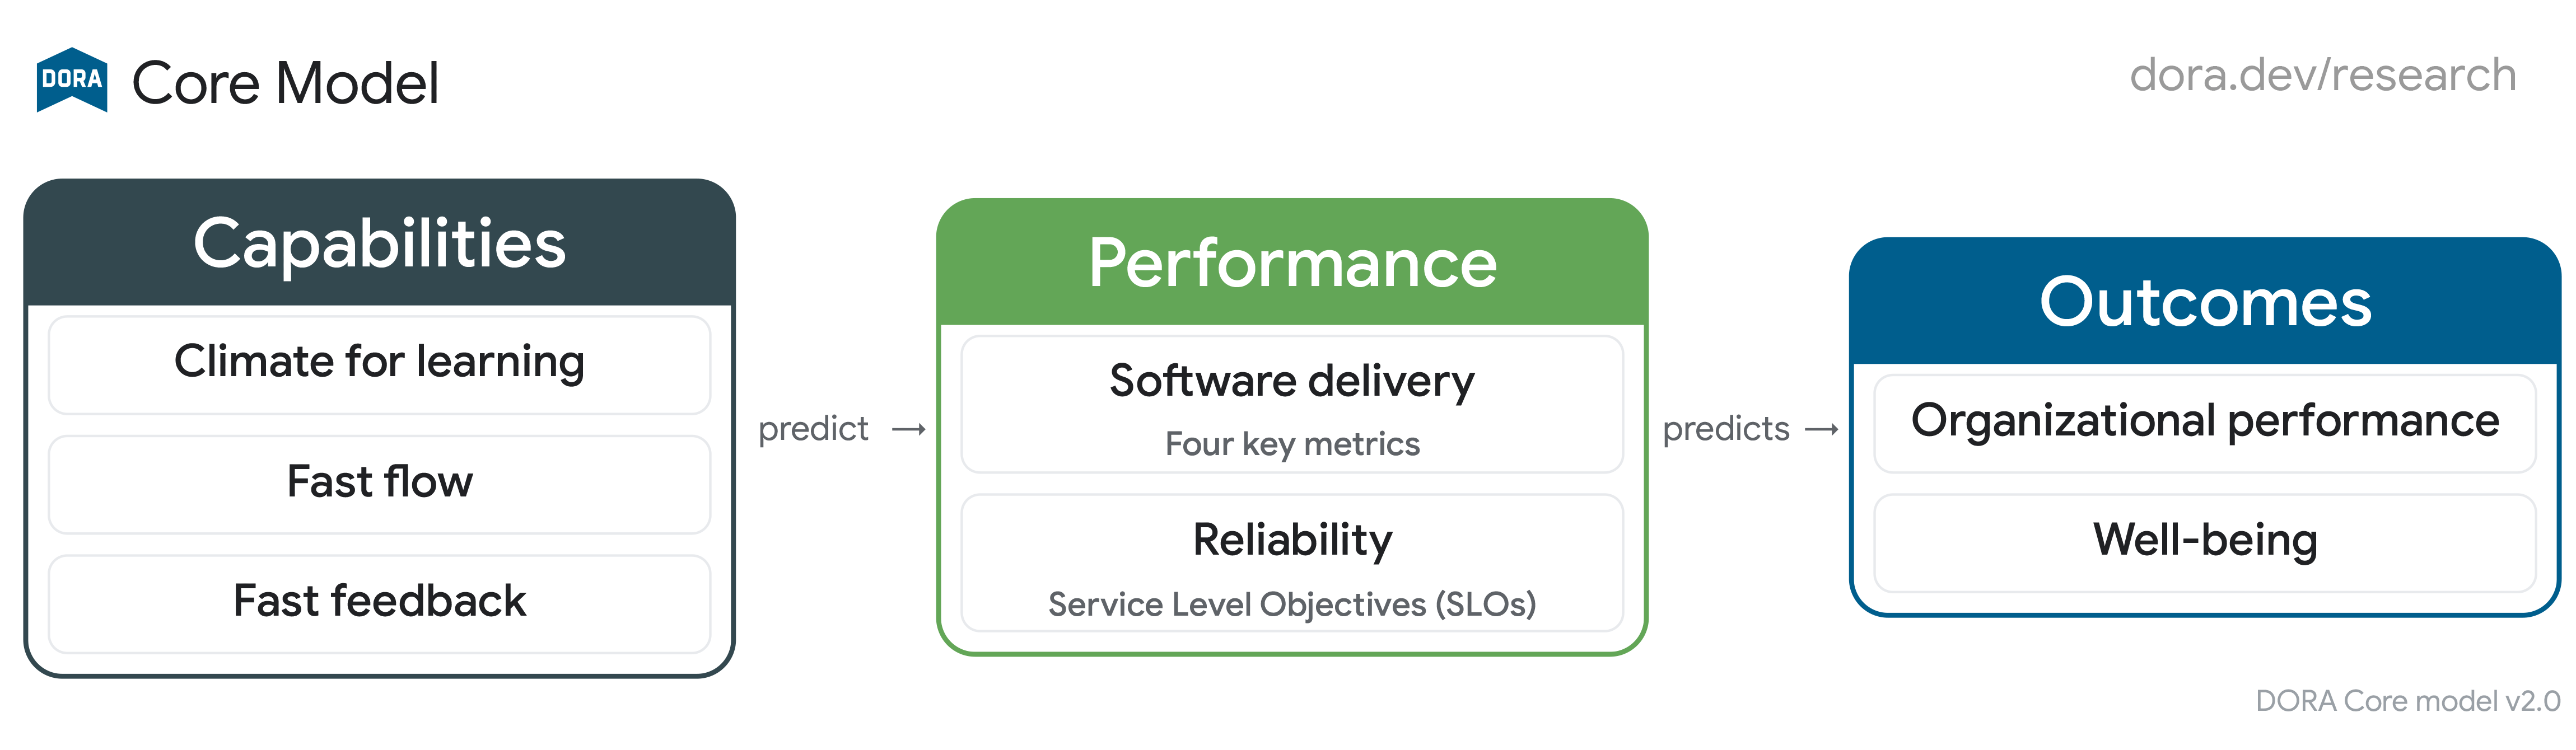 DORA
Core Model
dora.dev/research
Capabilities
Climate for learning
Fast flow
Fast feedback
predict →
Performance
Software delivery
Four key metrics
Reliability
Service Level Objectives (SLOs)
predicts →
Outcomes
Organizational performance
Well-being
DORA Core model v2.0